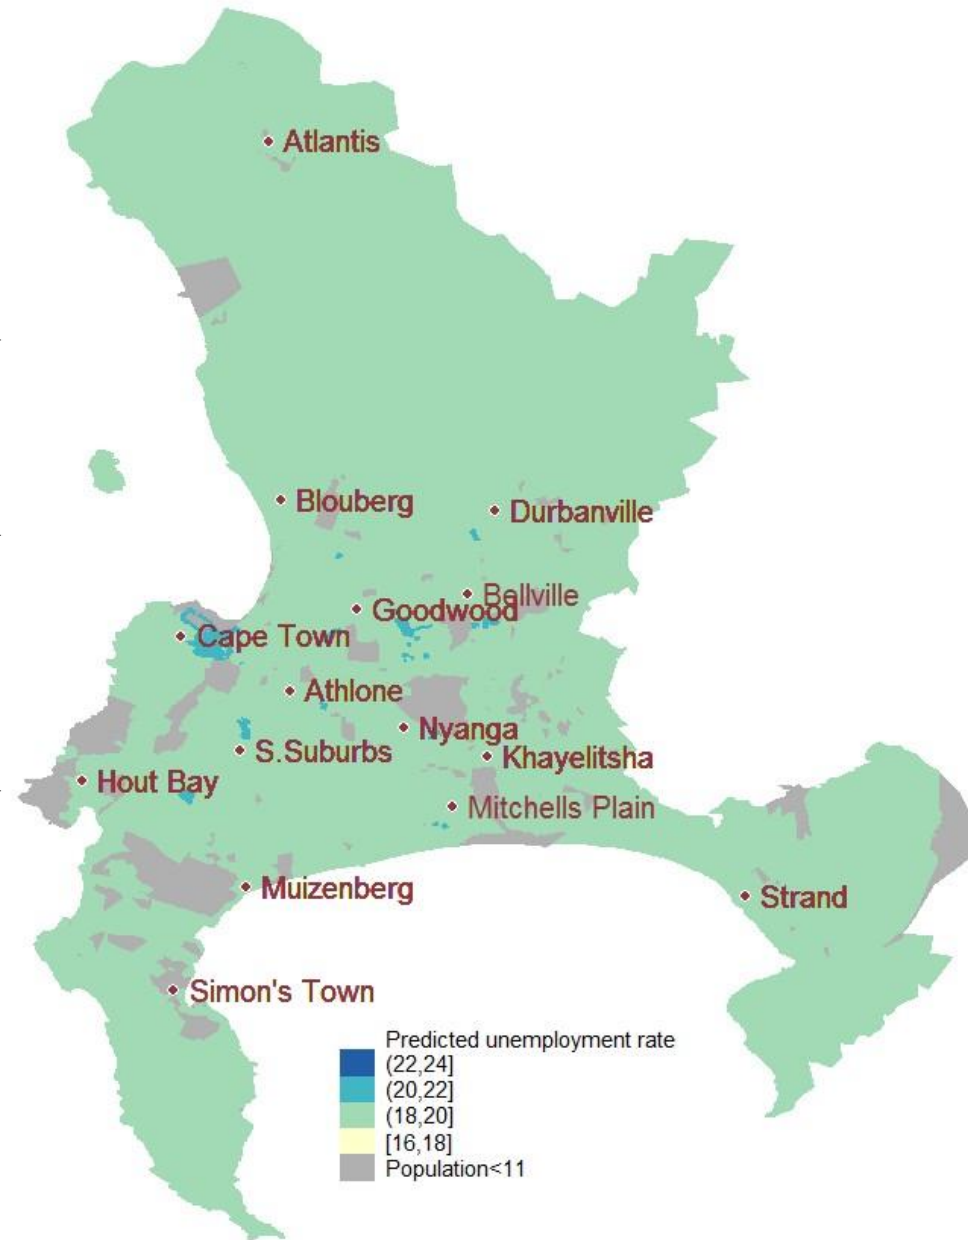 Atlantis
Blouberg
Durbanville
Bellville
Goodwood
Cape Town
Athlone
Nyanga
S.Suburbs
Khayelitsha
Hout Bay
Mitchells Plain
Muizenberg
Strand
Simon's Town
Predicted unemployment rate
(22,24]
(20,22]
(18,20]
[16,18]
Population<11